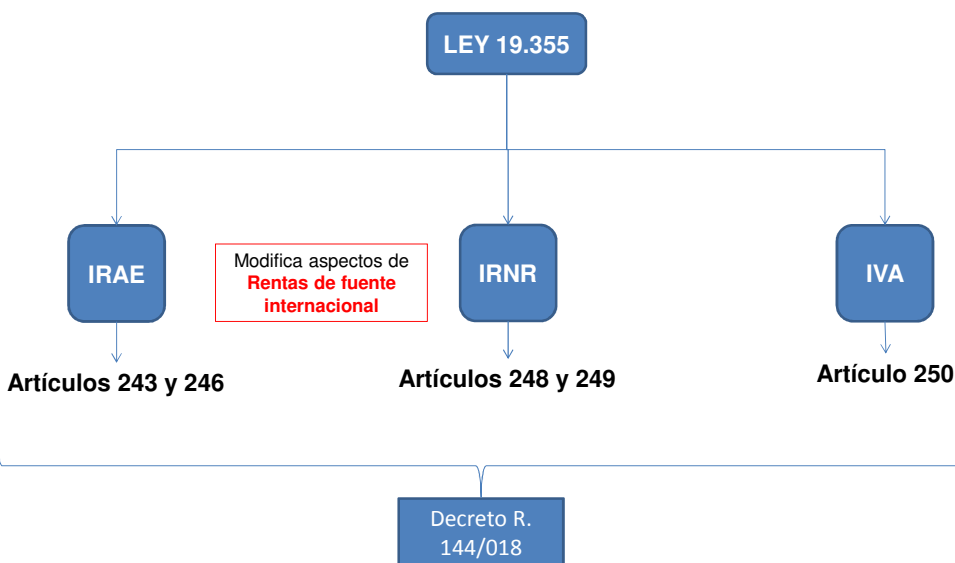 LEY 19.355
IRAE
Modifica aspectos de
Rentas de fuente
internacional
IRNR
IVA
Artículos 243 y 246
Artículos 248 y 249
Artículo 250
Decreto R.
144/018